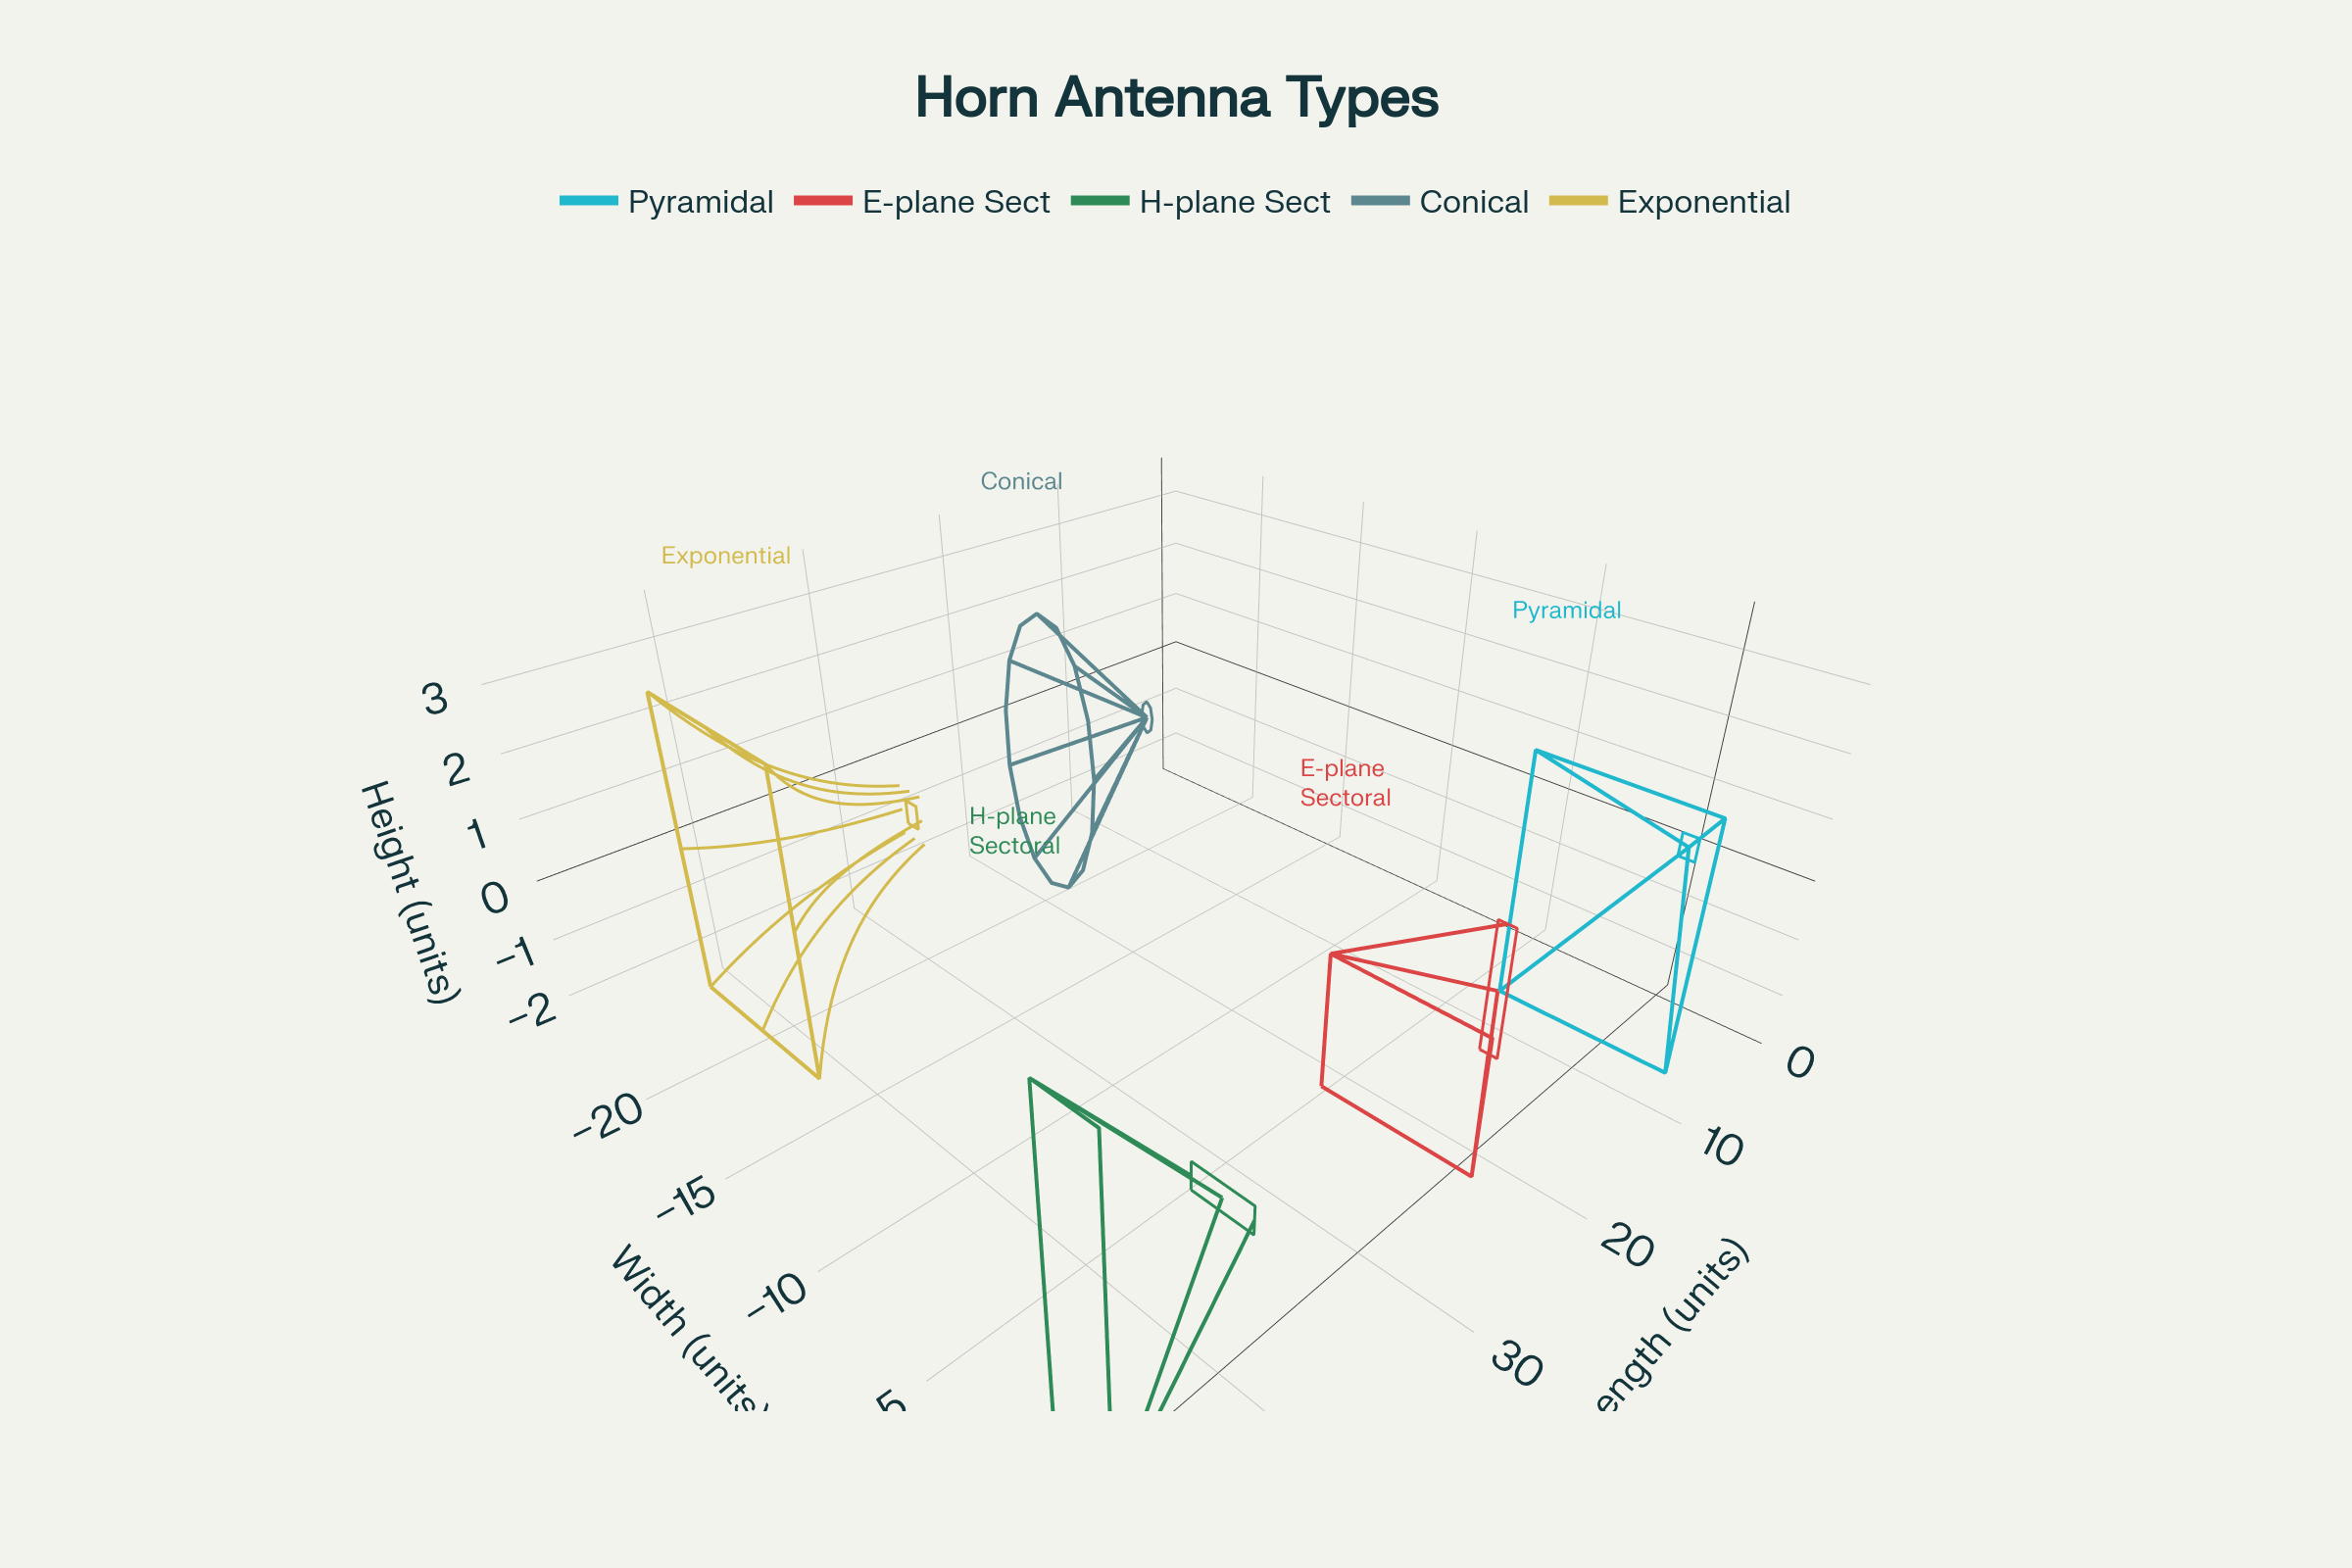 Horn Antenna Types
Pyramidal
E-plane Sect
H-plane Sect
Conical
Exponential
Conical
Exponential
Pyramidal
E-plane
Sectoral
H-plane
Sectoral
3
2
1
0
−1
−2
Height (units)
−20
−15
−10
5
Width (units)
0
10
20
30
ength (units)